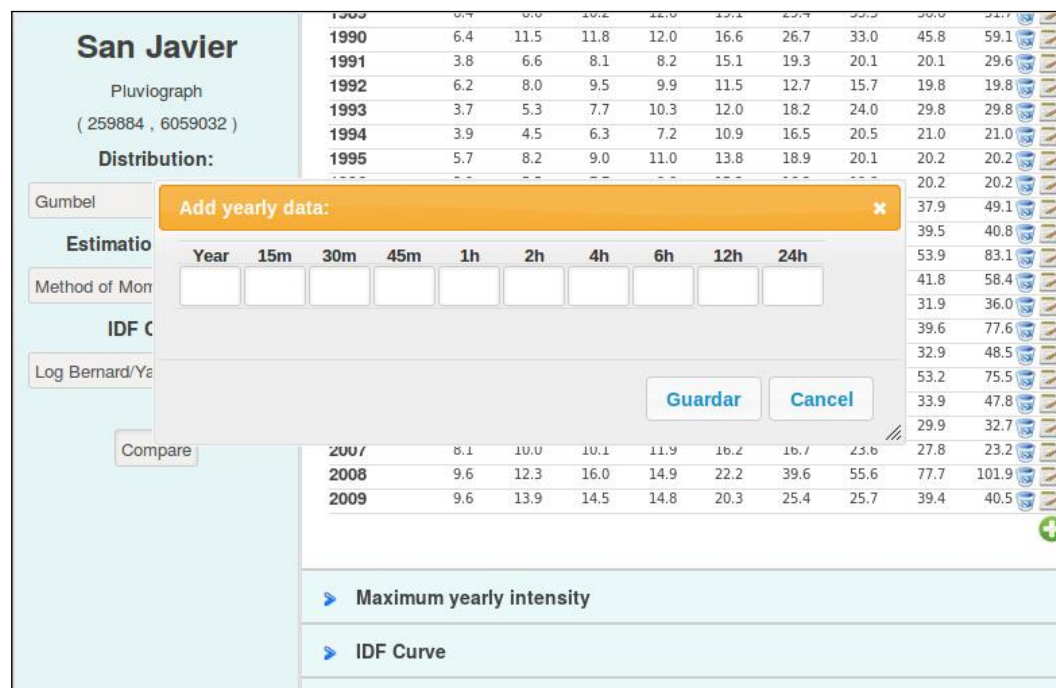 San Javier
Pluviograph
( 259884 , 6059032 )
Distribution:
Gumbel
Estimatio
Method of Mom
IDF C
Log Bernard/Ya
Compare
1990 6.4 11.5 11.8 12.0 16.6 26.7 33.0 45.8 59.1
1991 3.8 6.6 8.1 8.2 15.1 19.3 20.1 20.1 29.6
1992 6.2 8.0 9.5 9.9 11.5 12.7 15.7 19.8 19.8
1993 3.7 5.3 7.7 10.3 12.0 18.2 24.0 29.8 29.8
1994 3.9 4.5 6.3 7.2 10.9 16.5 20.5 21.0 21.0
1995 5.7 8.2 9.0 11.0 13.8 18.9 20.1 20.2 20.2
20.2 20.2
37.9 49.1
39.5 40.8
53.9 83.1
41.8 58.4
31.9 36.0
39.6 77.6
32.9 48.5
53.2 75.5
33.9 47.8
29.9 32.7
2007 8.1 10.0 10.1 11.9 16.2 16.7 23.6 27.8 23.2
2008 9.6 12.3 16.0 14.9 22.2 39.6 55.6 77.7 101.9
2009 9.6 13.9 14.5 14.8 20.3 25.4 25.7 39.4 40.5
Add yearly data:
Year 15m 30m 45m 1h 2h 4h 6h 12h 24h
Guardar Cancel
Maximum yearly intensity
IDF Curve